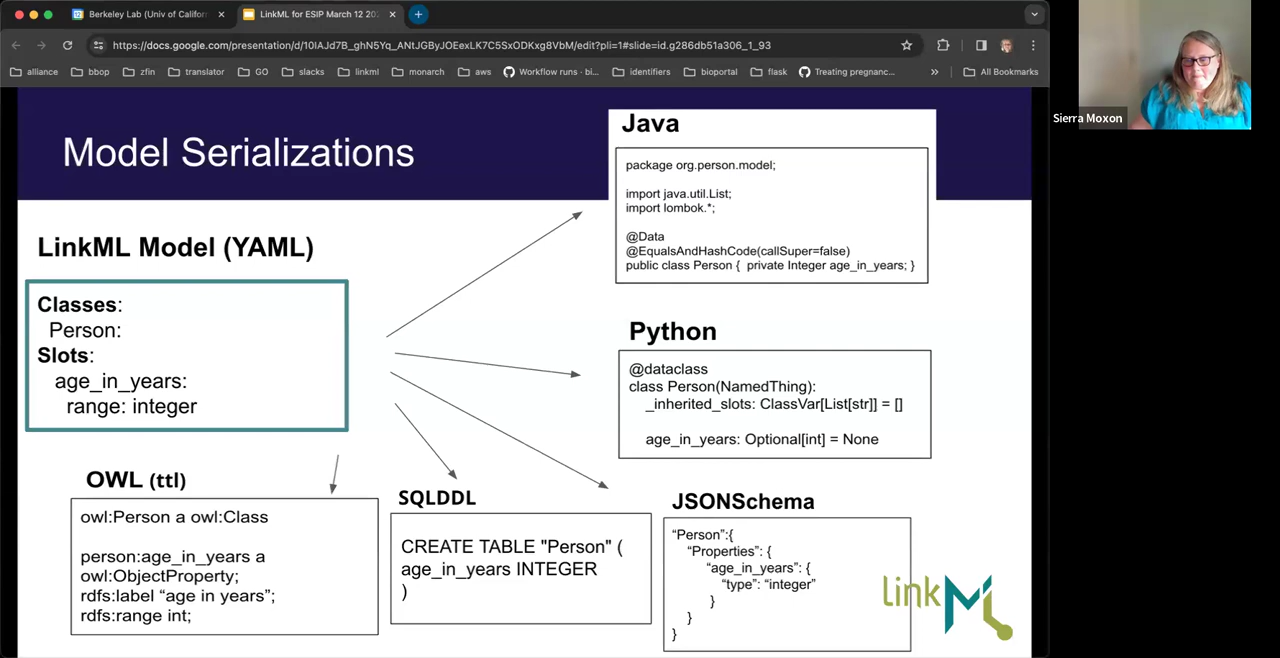 Berkeley Lab (Univ of Califor
LinkML for ESIP March 12 202
https://docs.google.com/presentation/d/10IAJd7B_ghN5Yq_ANtJGByJOEexLK7C5SxODKxg8VbM/edit?pli=1#slide=id.g286db51a306_1_93
alliance
bbop
zfin
translator
GO
slacks
linkml
monarch
aws
Workflow runs · bi...
identifiers
bioportal
flask
Treating pregnanc...
»
All Bookmarks
Sierra Moxon
Model Serializations
LinkML Model (YAML)
Classes:
Person:
Slots:
age_in_years:
range: integer
Java
package org.person.model;
import java.util.List;
import lombok.*;
@Data
@EqualsAndHashCode(callSuper=false)
public class Person { private Integer age_in_years; }
Python
@dataclass
class Person(NamedThing):
_inherited_slots: ClassVar[List[str]] = []
age_in_years: Optional[int] = None
OWL (ttl)
owl:Person a owl:Class
person:age_in_years a
owl:ObjectProperty;
rdfs:label “age in years”;
rdfs:range int;
SQLDDL
CREATE TABLE "Person" (
age_in_years INTEGER
)
JSONSchema
“Person”:{
“Properties”: {
“age_in_years”: {
“type”: “integer”
}
}
}
linkML